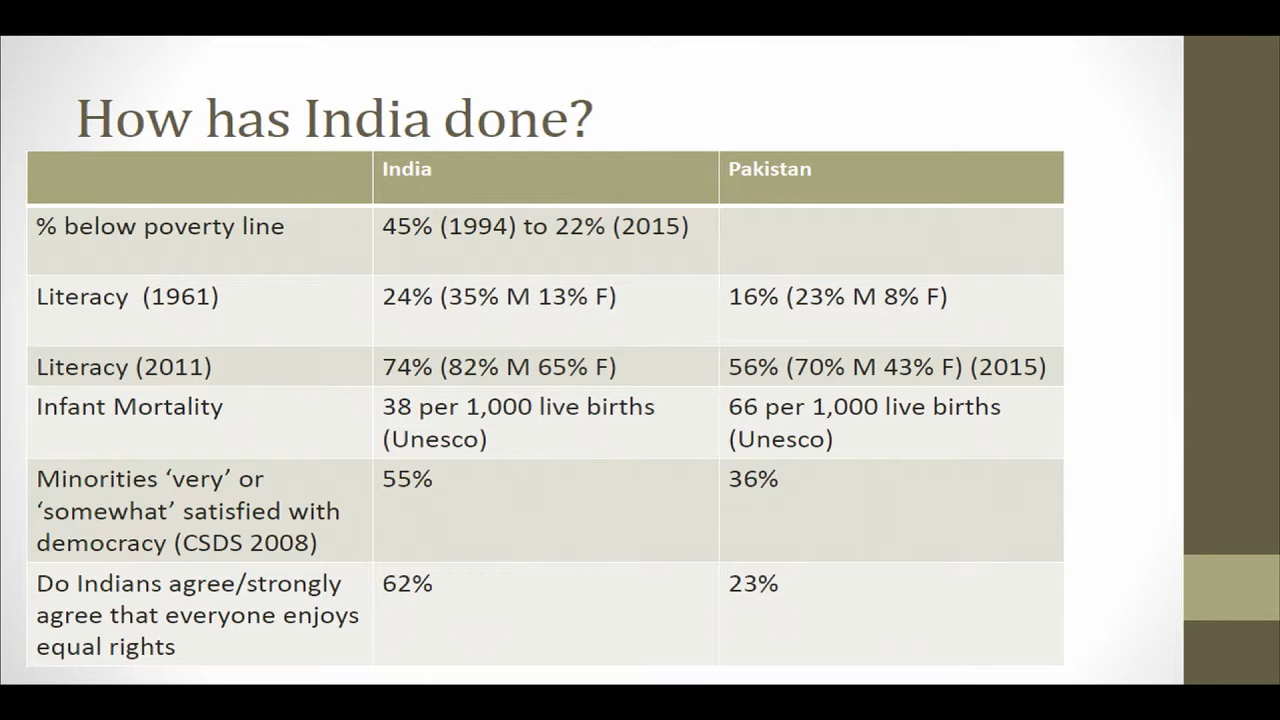 How has India done?
India
Pakistan
% below poverty line
45% (1994) to 22% (2015)
Literacy  (1961)
24% (35% M 13% F)
16% (23% M 8% F)
Literacy (2011)
74% (82% M 65% F)
56% (70% M 43% F) (2015)
Infant Mortality
38 per 1,000 live births
(Unesco)
66 per 1,000 live births
(Unesco)
Minorities ‘very’ or
‘somewhat’ satisfied with
democracy (CSDS 2008)
55%
36%
Do Indians agree/strongly
agree that everyone enjoys
equal rights
62%
23%